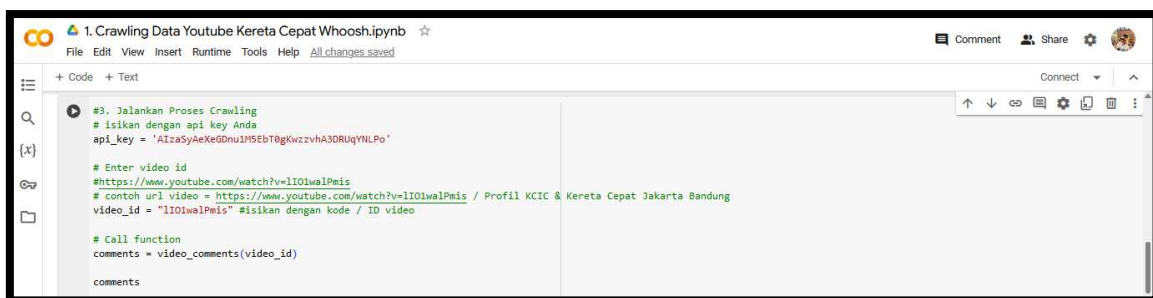 1. Crawling Data Youtube Kereta Cepat Whoosh.ipynb
Comment Share
File Edit View Insert Runtime Tools Help All changes saved
+ Code + Text
Connect
#3. Jalankan Proses Crawling
# isikan dengan api key Anda
api_key = 'AIzaSyAeXeGDnu1M5EbT0gKwzzvhA3DRUqYNLPo'
# Enter video id
#https://www.youtube.com/watch?v=lIO1walPmis
# contoh url video = https://www.youtube.com/watch?v=lIO1walPmis / Profil KCIC & Kereta Cepat Jakarta Bandung
video_id = "lIO1walPmis" #isikan dengan kode / ID video
# Call function
comments = video_comments(video_id)
comments
{x}